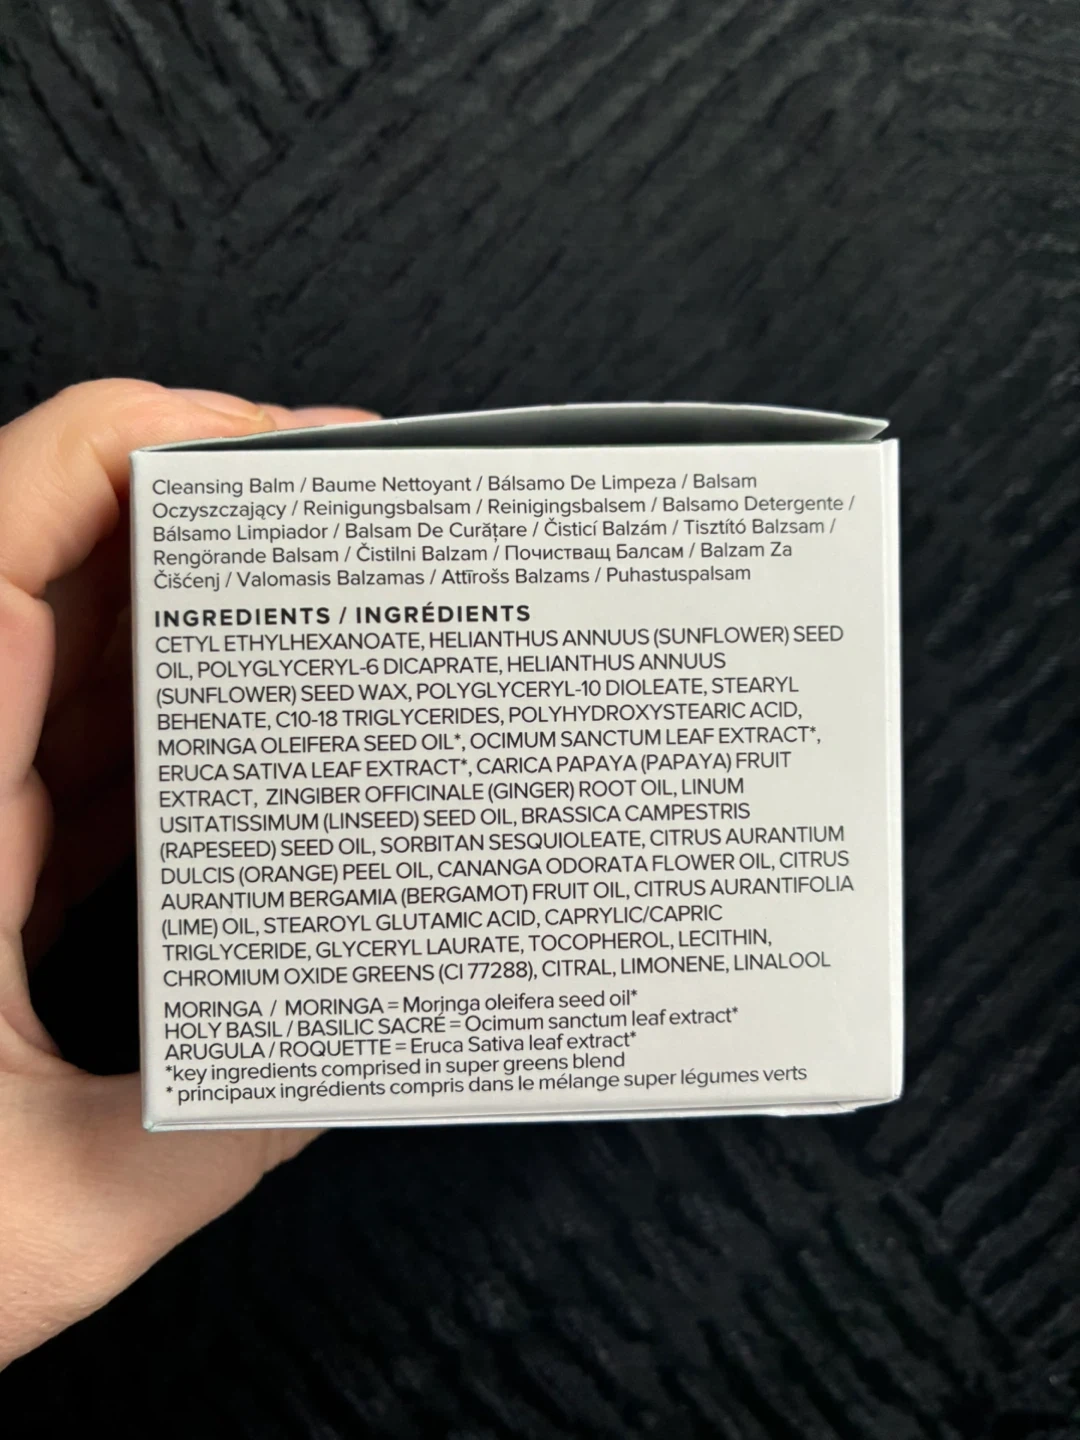 Cleansing Balm / Baume Nettoyant / Bálsamo De Limpeza / Balsam
Oczyszczający / Reinigungsbalsam / Reinigingsbalsem / Balsamo Detergente /
Bálsamo Limpiador / Balsam De Curățare / Čisticí Balzám / Tisztító Balzsam /
Rengörande Balsam / Čistilni Balzam / Почистващ Балсам / Balzam Za
Čišćenj / Valomasis Balzamas / Attīrošs Balzams / Puhastuspalsam
INGREDIENTS / INGRÉDIENTS
CETYL ETHYLHEXANOATE, HELIANTHUS ANNUUS (SUNFLOWER) SEED
OIL, POLYGLYCERYL-6 DICAPRATE, HELIANTHUS ANNUUS
(SUNFLOWER) SEED WAX, POLYGLYCERYL-10 DIOLEATE, STEARYL
BEHENATE, C10-18 TRIGLYCERIDES, POLYHYDROXYSTEARIC ACID,
MORINGA OLEIFERA SEED OIL*, OCIMUM SANCTUM LEAF EXTRACT*,
ERUCA SATIVA LEAF EXTRACT*, CARICA PAPAYA (PAPAYA) FRUIT
EXTRACT, ZINGIBER OFFICINALE (GINGER) ROOT OIL, LINUM
USITATISSIMUM (LINSEED) SEED OIL, BRASSICA CAMPESTRIS
(RAPESEED) SEED OIL, SORBITAN SESQUIOLEATE, CITRUS AURANTIUM
DULCIS (ORANGE) PEEL OIL, CANANGA ODORATA FLOWER OIL, CITRUS
AURANTIUM BERGAMIA (BERGAMOT) FRUIT OIL, CITRUS AURANTIFOLIA
(LIME) OIL, STEAROYL GLUTAMIC ACID, CAPRYLIC/CAPRIC
TRIGLYCERIDE, GLYCERYL LAURATE, TOCOPHEROL, LECITHIN,
CHROMIUM OXIDE GREENS (CI 77288), CITRAL, LIMONENE, LINALOOL
MORINGA / MORINGA = Moringa oleifera seed oil*
HOLY BASIL / BASILIC SACRÉ = Ocimum sanctum leaf extract*
ARUGULA / ROQUETTE = Eruca Sativa leaf extract*
*key ingredients comprised in super greens blend
* principaux ingrédients compris dans le mélange super légumes verts